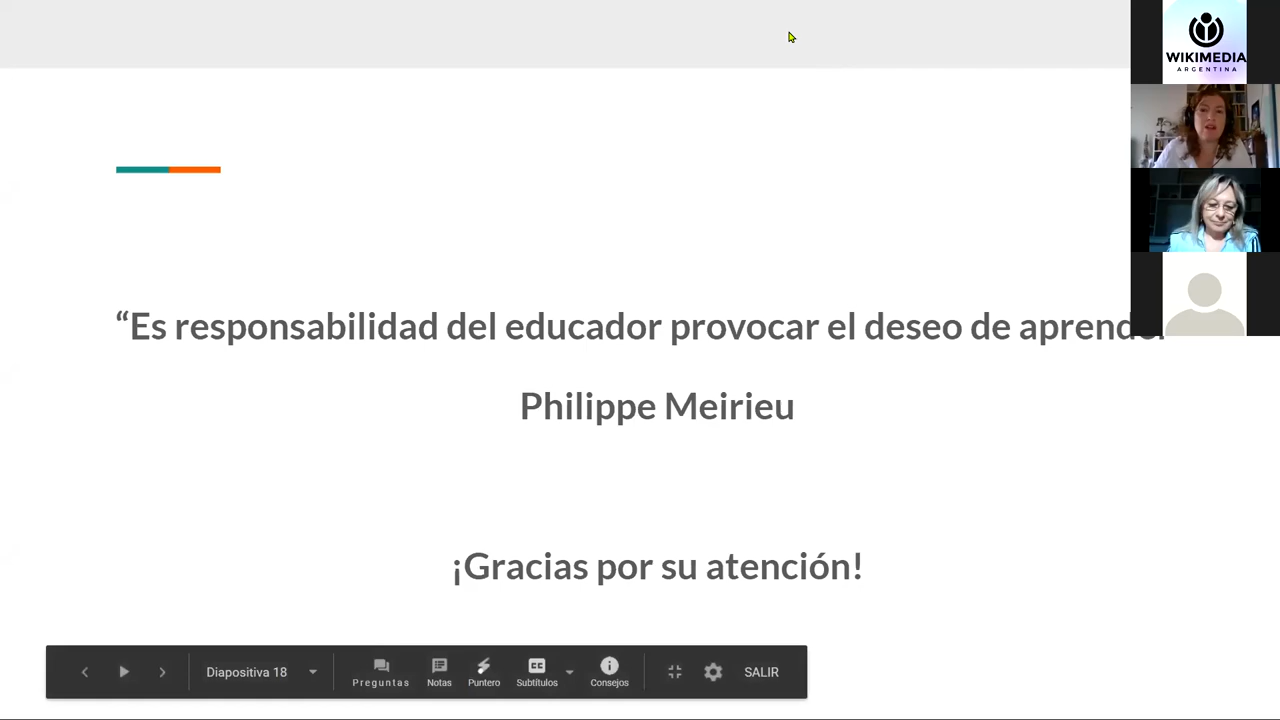 WIKIMEDIA
ARGENTINA
“Es responsabilidad del educador provocar el deseo de
Philippe Meirieu
¡Gracias por su atención!
Diapositiva 18
Preguntas
Notas
Puntero
Subtítulos
Consejos
SALIR